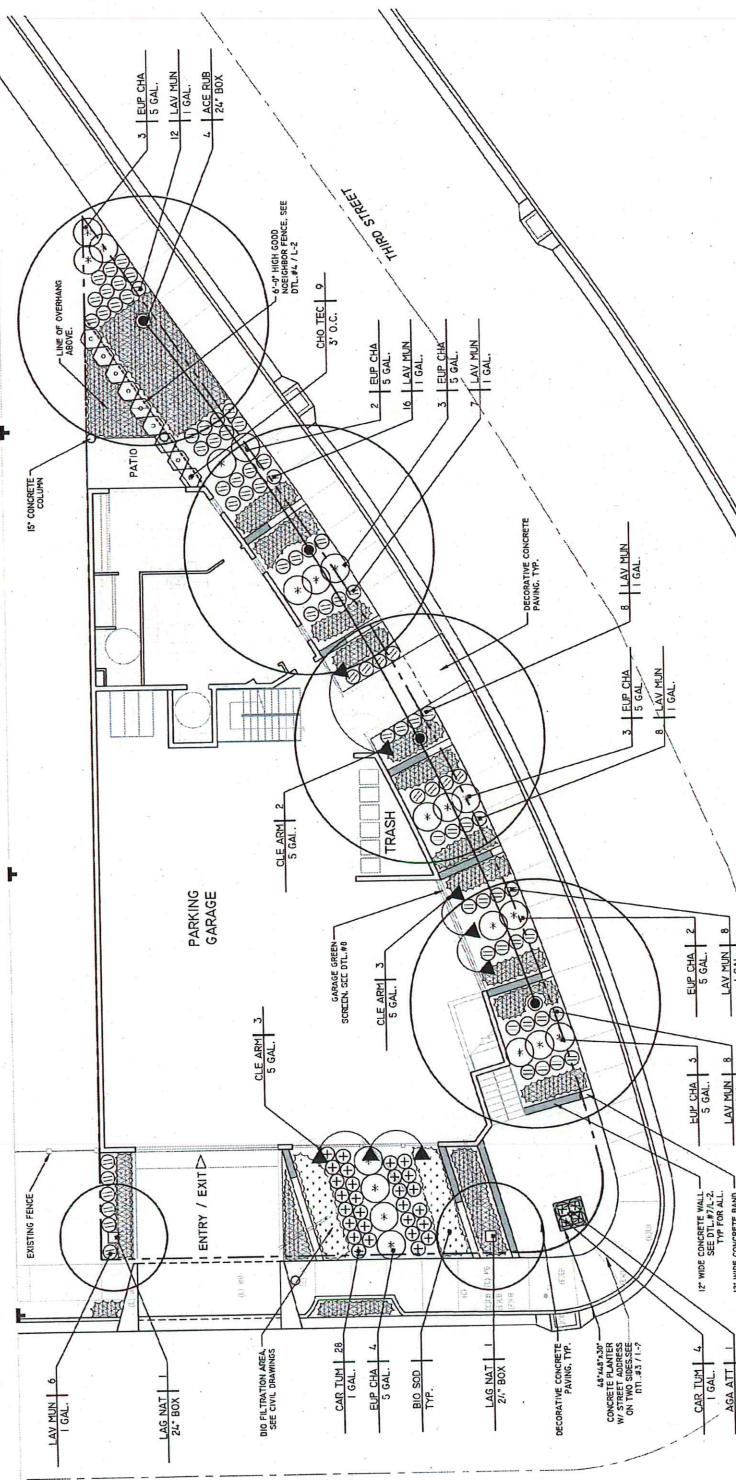 LAV MUN 6
1 GAL.
LAG NAT 1
24" BOX
EXISTING FENCE
ENTRY / EXIT
BIO FILTRATION AREA,
SEE CIVIL DRAWINGS
CAR TUM 28
1 GAL.
EUP CHA 4
5 GAL.
BIO SOD
TYP.
LAG NAT 1
24" BOX
DECORATIVE CONCRETE
PAVING, TYP.
48"x48"x30"
CONCRETE PLANTER
W/ STREET ADDRESS
ON TWO SIDES,SEE
DTL.#3 / L-2
CAR TUM 4
1 GAL.
AGA ATT 1
CLE ARM 3
5 GAL.
PARKING
GARAGE
GARAGE GREEN
SCREEN, SEE DTL.#8
CLE ARM 3
5 GAL.
CLE ARM 2
5 GAL.
TRASH
12" WIDE CONCRETE WALL
SEE DTL.#7/L-2.
TYP FOR ALL.
12" WIDE CONCRETE BAND
EUP CHA 3
5 GAL.
LAV MUN 8
EUP CHA 2
5 GAL.
LAV MUN 8
1 GAL.
3 EUP CHA
5 GAL.
8 LAV MUN
1 GAL.
8 LAV MUN
1 GAL.
DECORATIVE CONCRETE
PAVING, TYP.
15" CONCRETE
COLUMN
PATIO
LINE OF OVERHANG
ABOVE.
6'-0" HIGH GOOD
NOEIGHBOR FENCE, SEE
DTL.#4 / L-2
CHO TEC 9
3' O.C.
2 EUP CHA
5 GAL.
16 LAV MUN
1 GAL.
3 EUP CHA
5 GAL.
7 LAV MUN
1 GAL.
THIRD STREET
3 EUP CHA
5 GAL.
12 LAV MUN
1 GAL.
4 ACE RUB
24" BOX